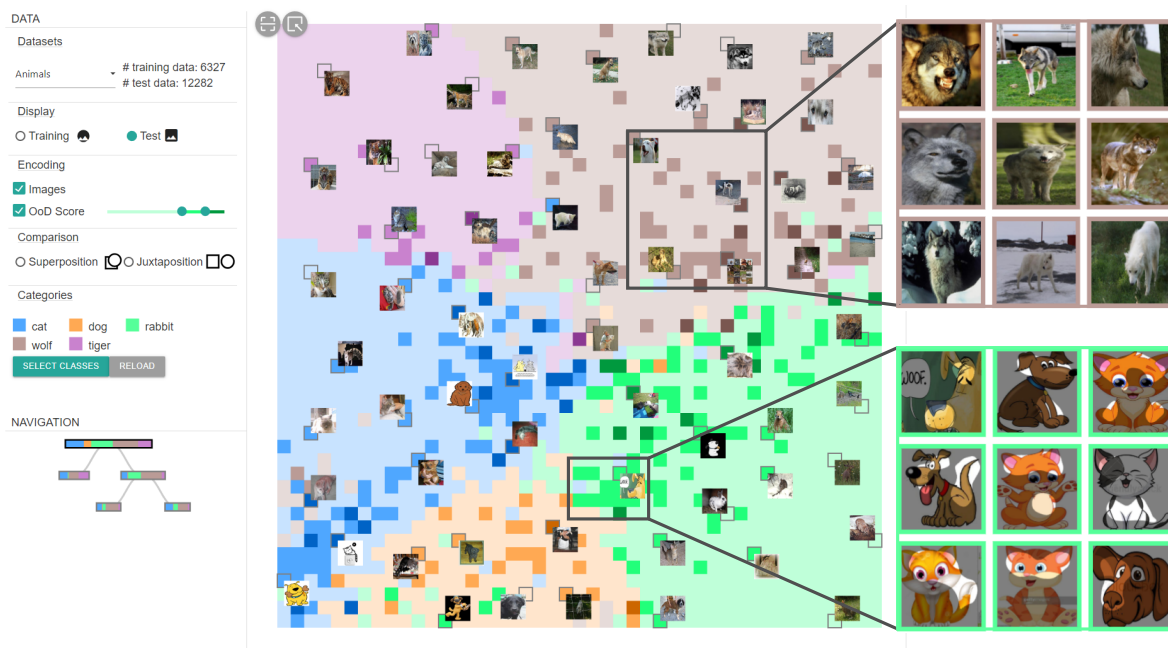 DATA
Datasets
Animals
# training data: 6327
# test data: 12282
Display
Training
Test
Encoding
Images
OoD Score
Comparison
Superposition
Juxtaposition
Categories
cat
dog
rabbit
wolf
tiger
SELECT CLASSES
RELOAD
NAVIGATION
WOOF.